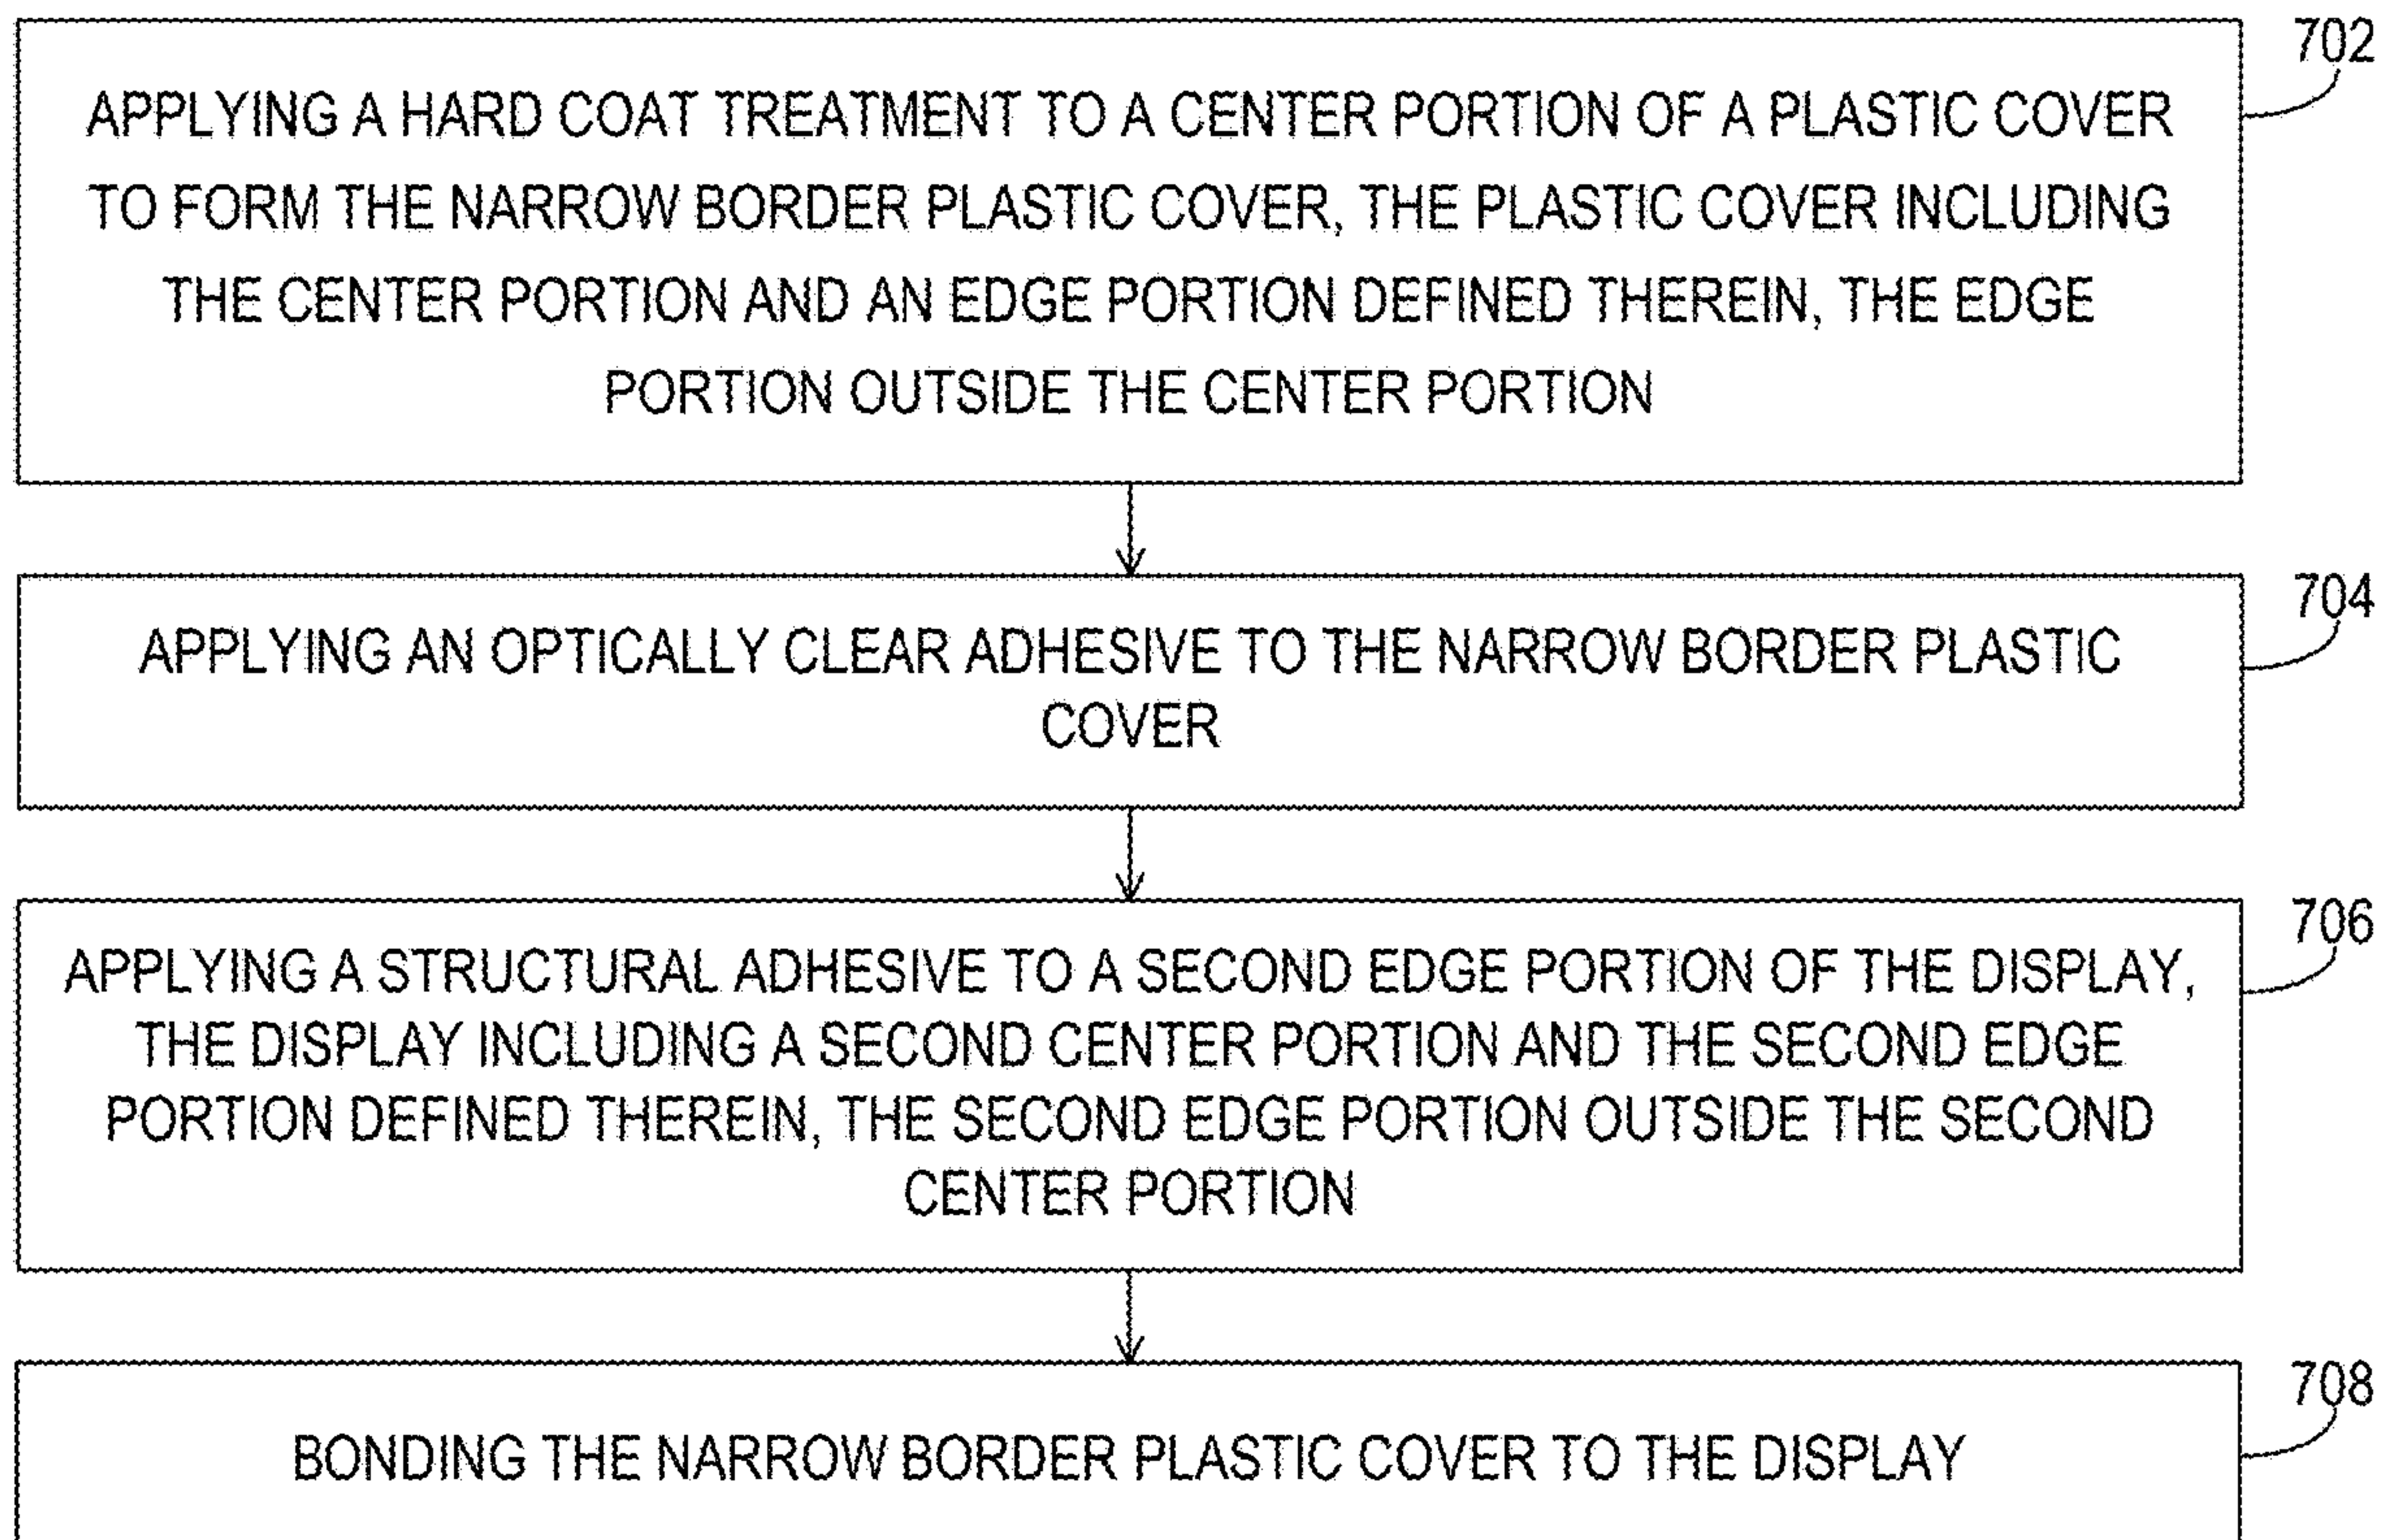 702
APPLYING A HARD COAT TREATMENT TO A CENTER PORTION OF A PLASTIC COVER
TO FORM THE NARROW BORDER PLASTIC COVER, THE PLASTIC COVER INCLUDING
THE CENTER PORTION AND AN EDGE PORTION DEFINED THEREIN, THE EDGE
PORTION OUTSIDE THE CENTER PORTION
704
APPLYING AN OPTICALLY CLEAR ADHESIVE TO THE NARROW BORDER PLASTIC
COVER
706
APPLYING A STRUCTURAL ADHESIVE TO A SECOND EDGE PORTION OF THE DISPLAY,
THE DISPLAY INCLUDING A SECOND CENTER PORTION AND THE SECOND EDGE
PORTION DEFINED THEREIN, THE SECOND EDGE PORTION OUTSIDE THE SECOND
CENTER PORTION
708
BONDING THE NARROW BORDER PLASTIC COVER TO THE DISPLAY